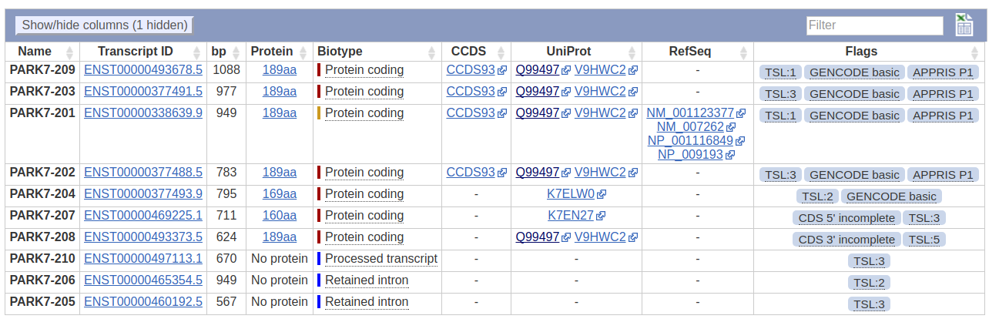 Show/hide columns (1 hidden) Filter
Name Transcript ID bp Protein Biotype CCDS UniProt RefSeq Flags
PARK7-209 ENST00000493678.5 1088 189aa Protein coding CCDS93 Q99497 V9HWC2 - TSL:1 GENCODE basic APPRIS P1
PARK7-203 ENST00000377491.5 977 189aa Protein coding CCDS93 Q99497 V9HWC2 - TSL:3 GENCODE basic APPRIS P1
PARK7-201 ENST00000338639.9 949 189aa Protein coding CCDS93 Q99497 V9HWC2 NM_001123377 TSL:1 GENCODE basic APPRIS P1
NM_007262
NP_001116849
NP_009193
PARK7-202 ENST00000377488.5 783 189aa Protein coding CCDS93 Q99497 V9HWC2 - TSL:3 GENCODE basic APPRIS P1
PARK7-204 ENST00000377493.9 795 169aa Protein coding - K7ELW0 - TSL:2 GENCODE basic
PARK7-207 ENST00000469225.1 711 160aa Protein coding - K7EN27 - CDS 5' incomplete TSL:3
PARK7-208 ENST00000493373.5 624 189aa Protein coding - Q99497 V9HWC2 - CDS 3' incomplete TSL:5
PARK7-210 ENST00000497113.1 670 No protein Processed transcript - - - TSL:3
PARK7-206 ENST00000465354.5 949 No protein Retained intron - - - TSL:2
PARK7-205 ENST00000460192.5 567 No protein Retained intron - - - TSL:3